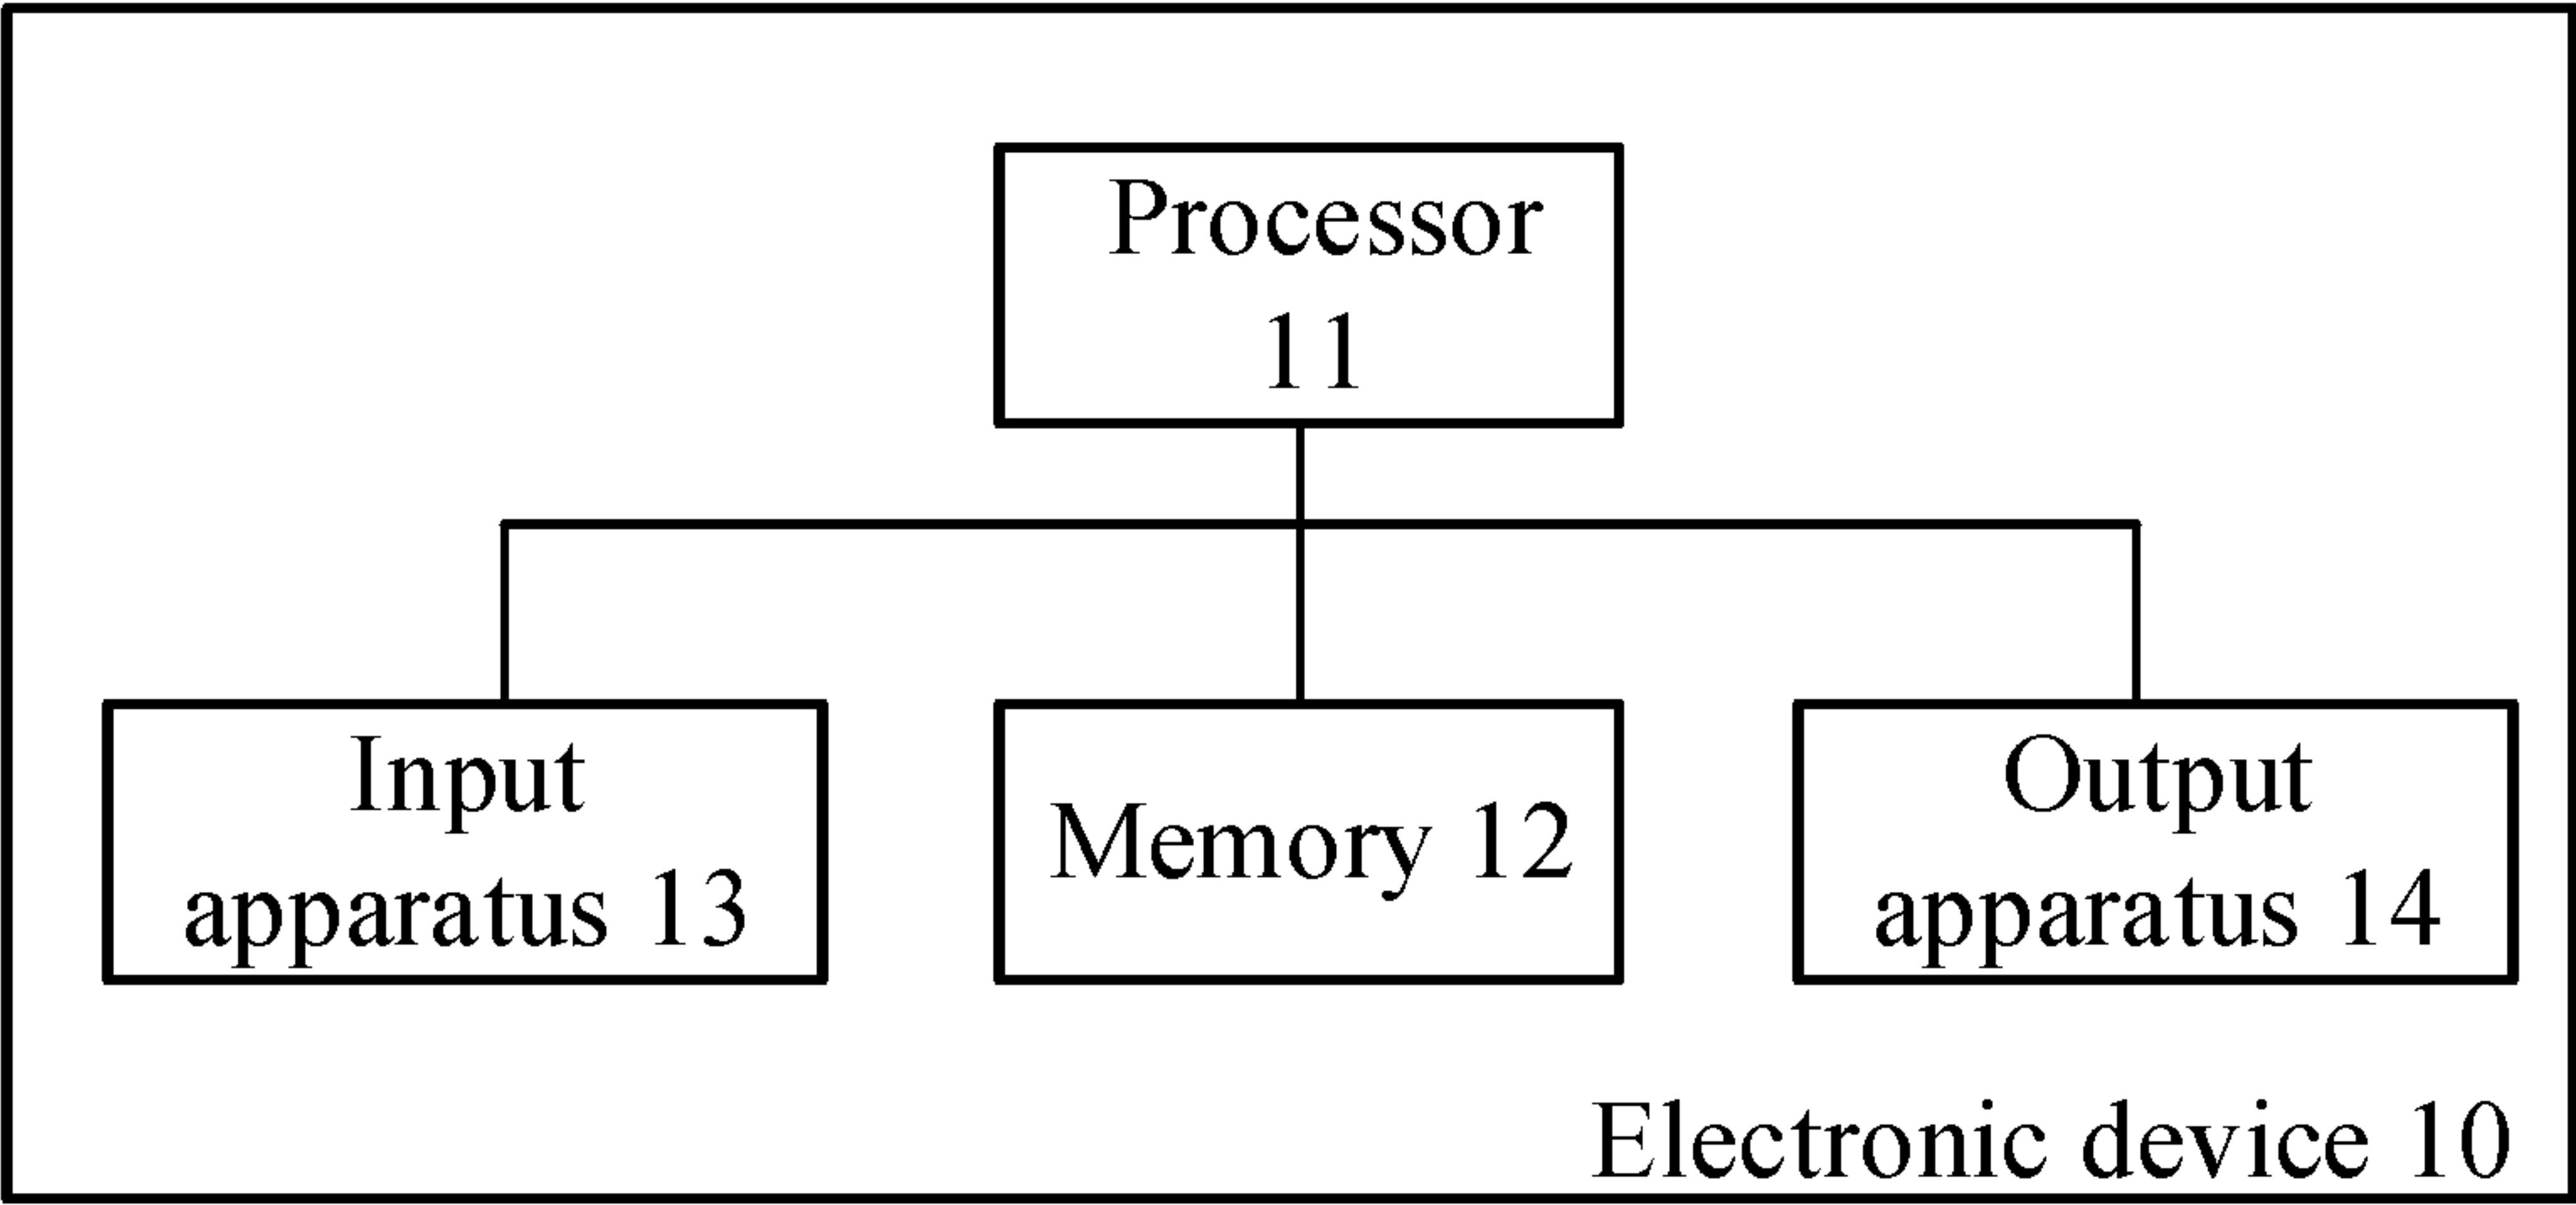 Processor
11
Input
apparatus 13
Memory 12
Output
apparatus 14
Electronic device 10